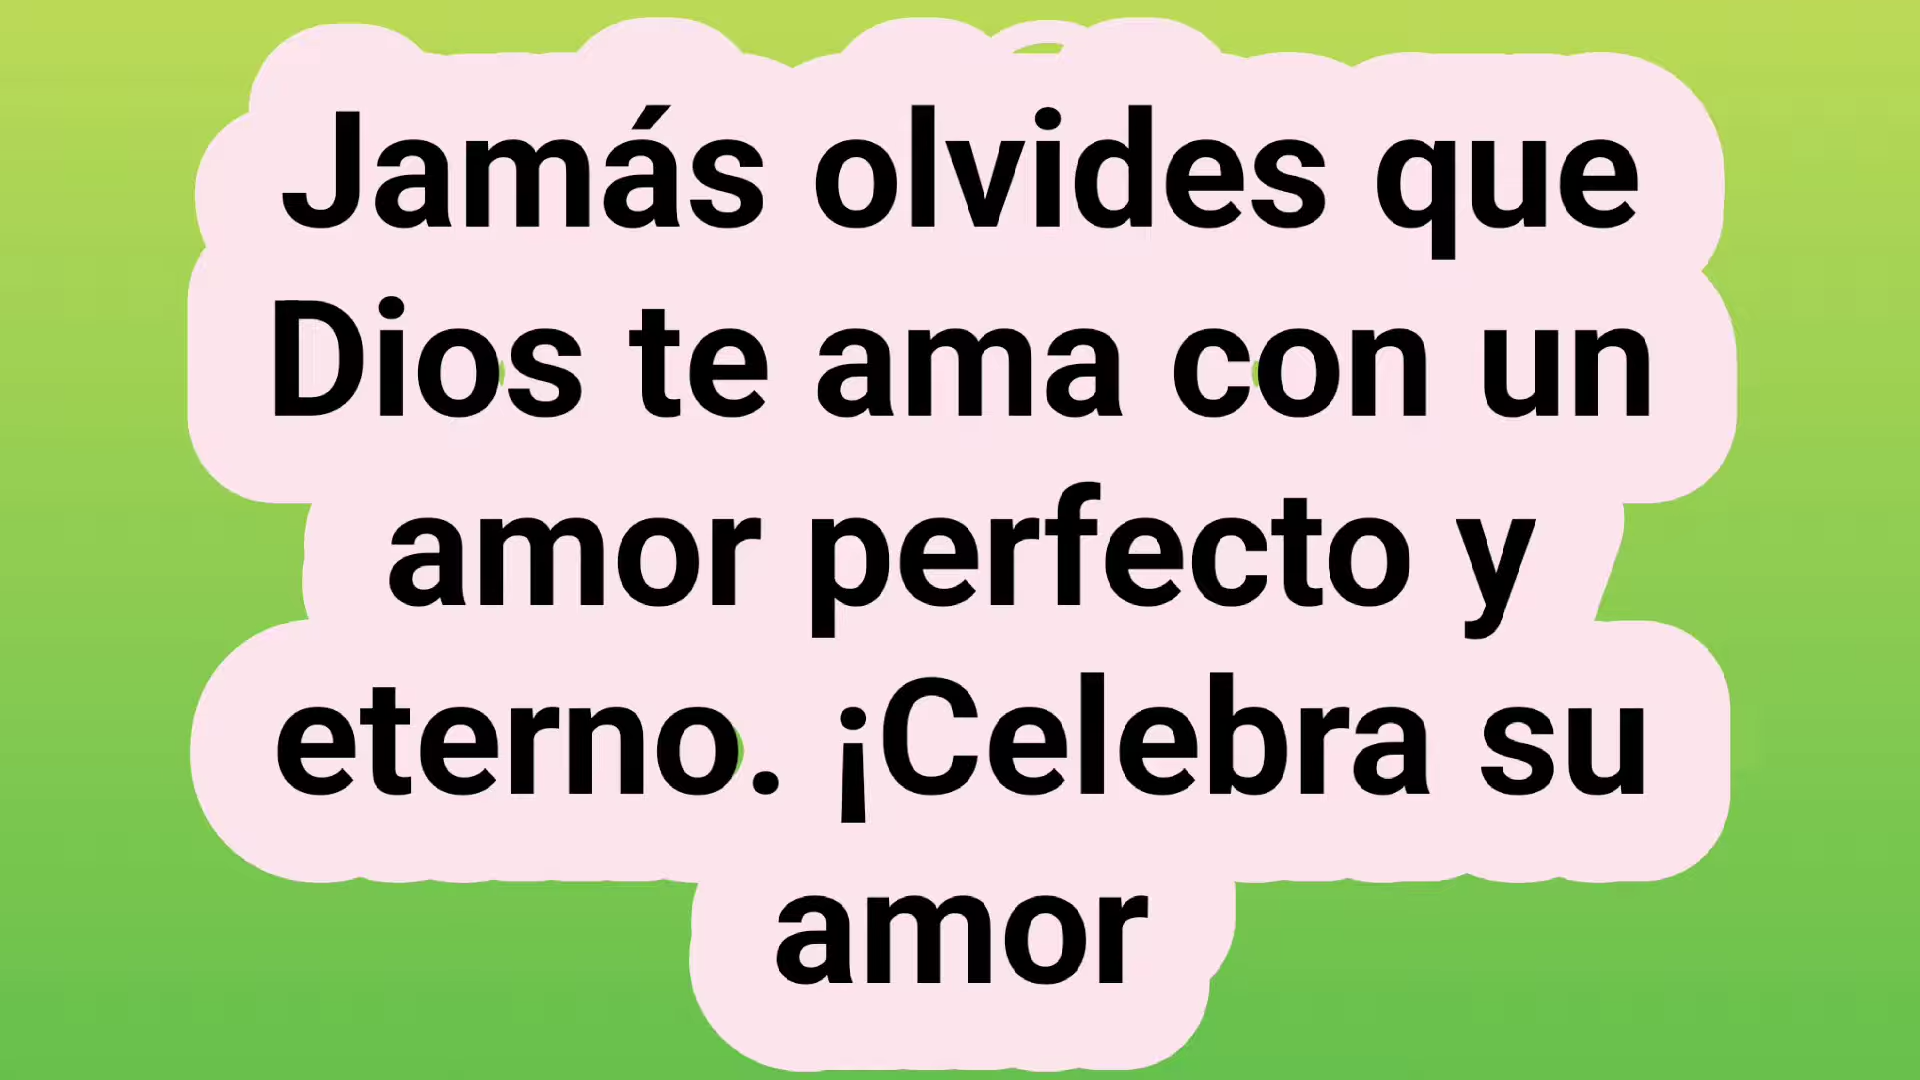 Jamás olvides que
Dios te ama con un
amor perfecto y
eterno. ¡Celebra su
amor